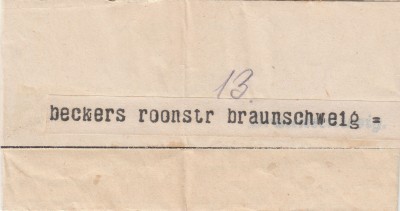 13.
beckers roonstr braunschweig =